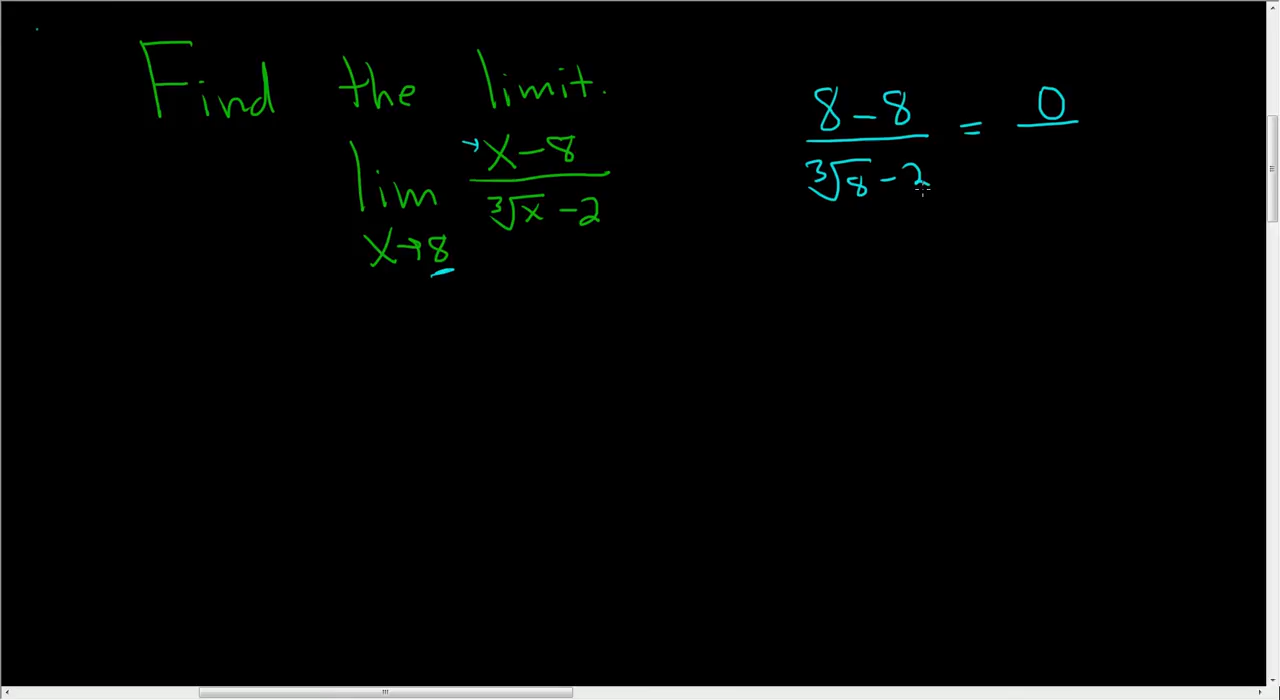 Find the limit.
lim x→8 (x-8)/(∛x - 2)
(8-8)/(∛8 - 2) = 0/